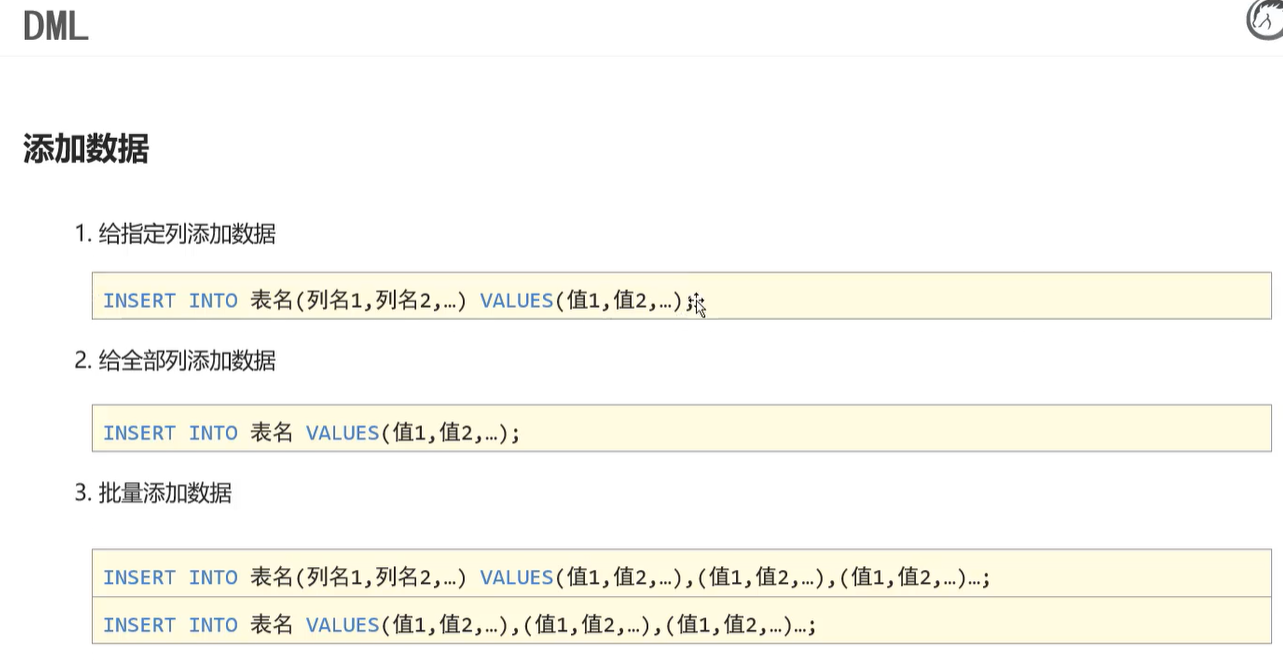 DML
添加数据
1. 给指定列添加数据
INSERT INTO 表名(列名1,列名2,…) VALUES(值1,值2,…);
2. 给全部列添加数据
INSERT INTO 表名 VALUES(值1,值2,…);
3. 批量添加数据
INSERT INTO 表名(列名1,列名2,…) VALUES(值1,值2,…),(值1,值2,…),(值1,值2,…)…;
INSERT INTO 表名 VALUES(值1,值2,…),(值1,值2,…),(值1,值2,…)…;